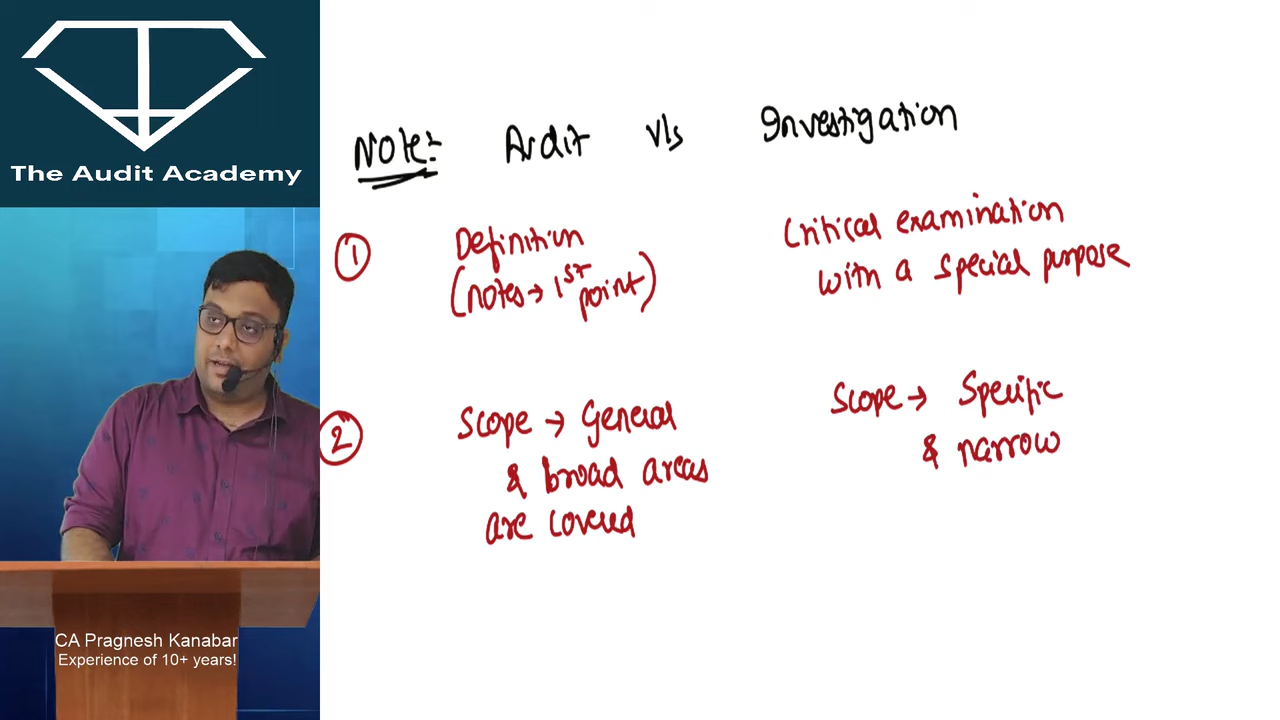 The Audit Academy
Note:- Audit v/s Investigation
① Definition
(notes → 1st point)
Critical examination
with a special purpose
② Scope → General
& broad areas
are covered
Scope → Specific
& narrow
CA Pragnesh Kanabar
Experience of 10+ years!